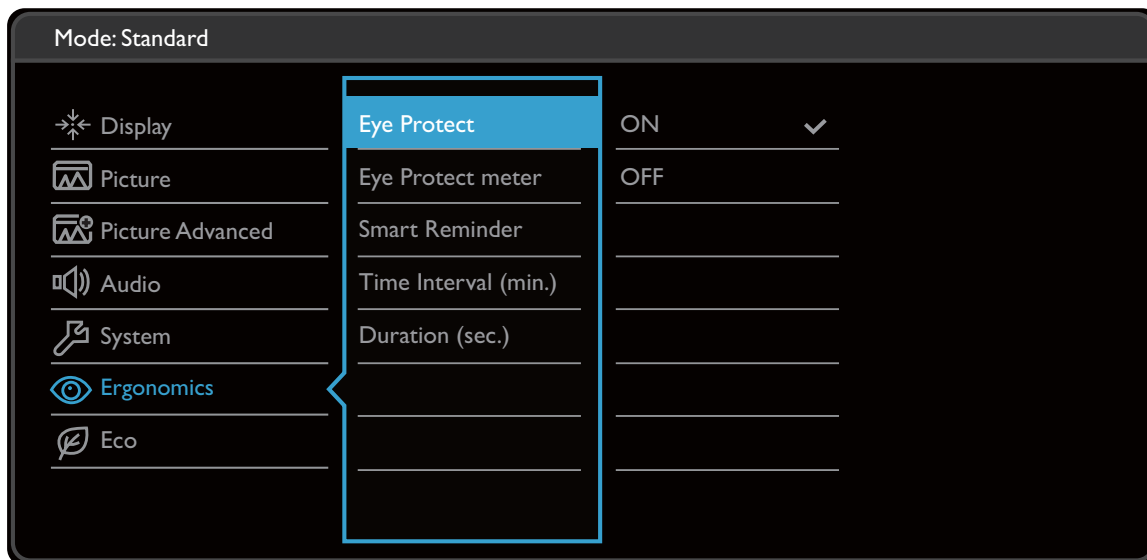 Mode: Standard
Display
Picture
Picture Advanced
Audio
System
Ergonomics
Eco
Eye Protect
Eye Protect meter
Smart Reminder
Time Interval (min.)
Duration (sec.)
ON
OFF